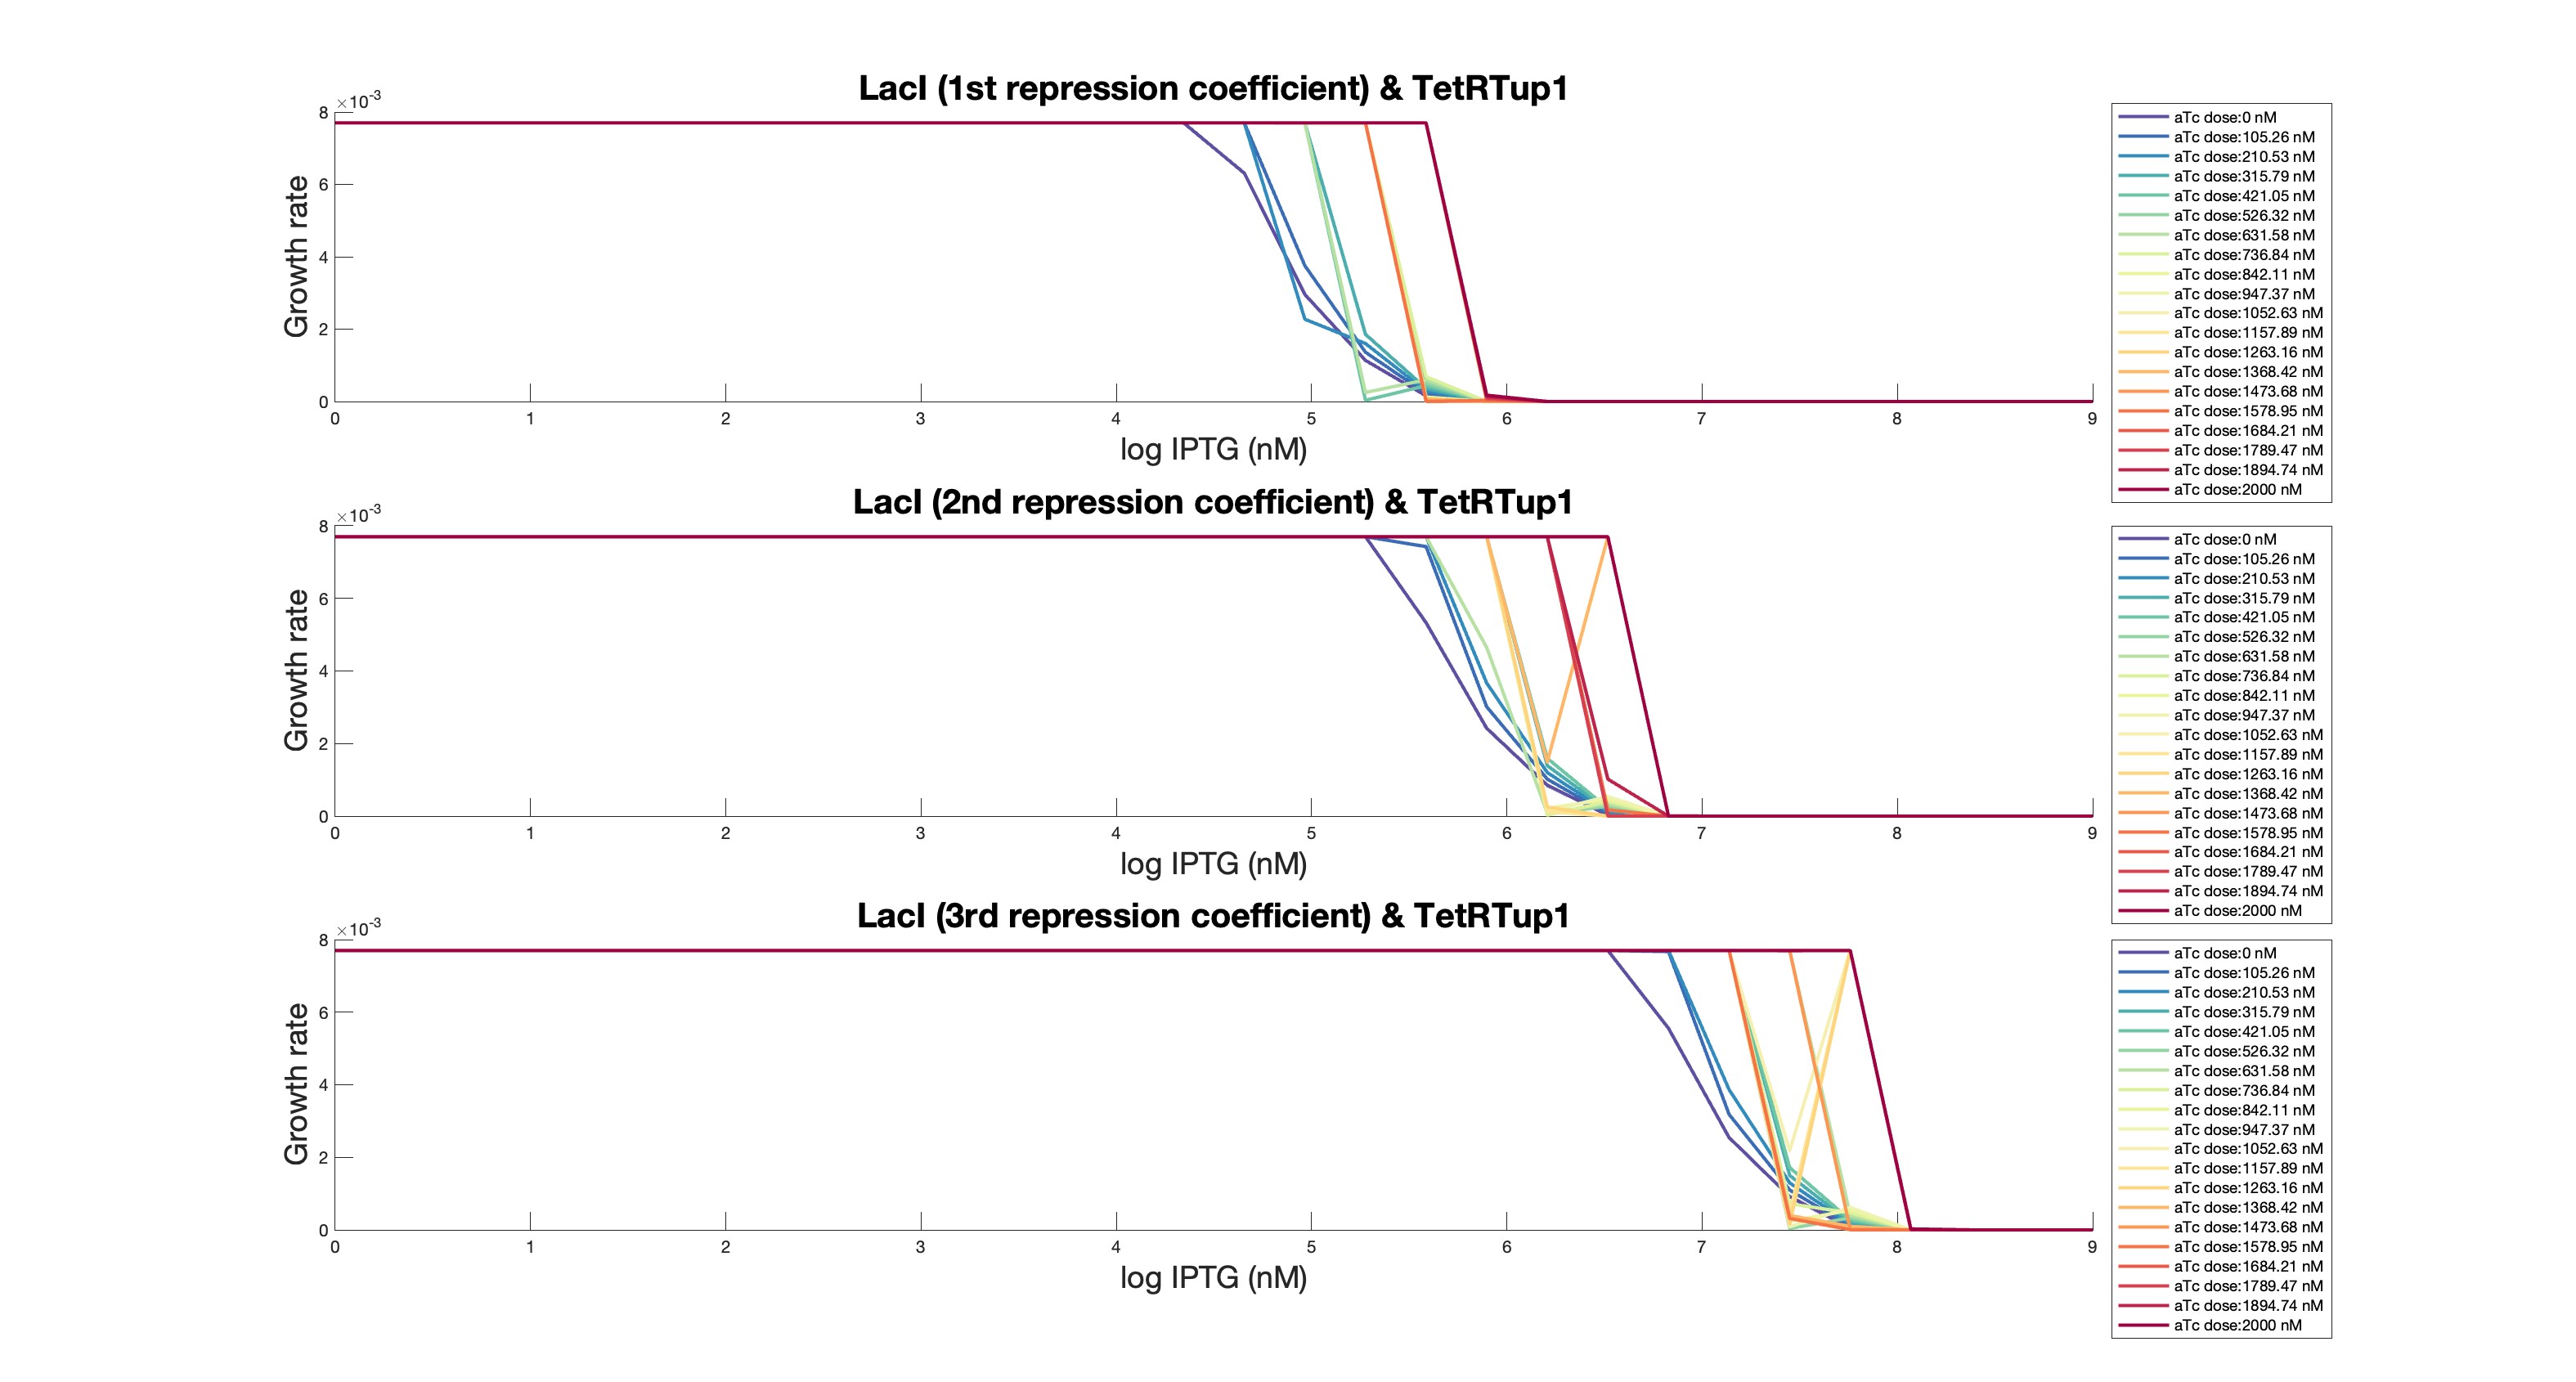 LacI (1st repression coefficient) & TetRTup1
×10-3
8
6
4
2
0
Growth rate
0 1 2 3 4 5 6 7 8 9
log IPTG (nM)
aTc dose:0 nM
aTc dose:105.26 nM
aTc dose:210.53 nM
aTc dose:315.79 nM
aTc dose:421.05 nM
aTc dose:526.32 nM
aTc dose:631.58 nM
aTc dose:736.84 nM
aTc dose:842.11 nM
aTc dose:947.37 nM
aTc dose:1052.63 nM
aTc dose:1157.89 nM
aTc dose:1263.16 nM
aTc dose:1368.42 nM
aTc dose:1473.68 nM
aTc dose:1578.95 nM
aTc dose:1684.21 nM
aTc dose:1789.47 nM
aTc dose:1894.74 nM
aTc dose:2000 nM
LacI (2nd repression coefficient) & TetRTup1
×10-3
8
6
4
2
0
Growth rate
0 1 2 3 4 5 6 7 8 9
log IPTG (nM)
aTc dose:0 nM
aTc dose:105.26 nM
aTc dose:210.53 nM
aTc dose:315.79 nM
aTc dose:421.05 nM
aTc dose:526.32 nM
aTc dose:631.58 nM
aTc dose:736.84 nM
aTc dose:842.11 nM
aTc dose:947.37 nM
aTc dose:1052.63 nM
aTc dose:1157.89 nM
aTc dose:1263.16 nM
aTc dose:1368.42 nM
aTc dose:1473.68 nM
aTc dose:1578.95 nM
aTc dose:1684.21 nM
aTc dose:1789.47 nM
aTc dose:1894.74 nM
aTc dose:2000 nM
LacI (3rd repression coefficient) & TetRTup1
×10-3
8
6
4
2
0
Growth rate
0 1 2 3 4 5 6 7 8 9
log IPTG (nM)
aTc dose:0 nM
aTc dose:105.26 nM
aTc dose:210.53 nM
aTc dose:315.79 nM
aTc dose:421.05 nM
aTc dose:526.32 nM
aTc dose:631.58 nM
aTc dose:736.84 nM
aTc dose:842.11 nM
aTc dose:947.37 nM
aTc dose:1052.63 nM
aTc dose:1157.89 nM
aTc dose:1263.16 nM
aTc dose:1368.42 nM
aTc dose:1473.68 nM
aTc dose:1578.95 nM
aTc dose:1684.21 nM
aTc dose:1789.47 nM
aTc dose:1894.74 nM
aTc dose:2000 nM